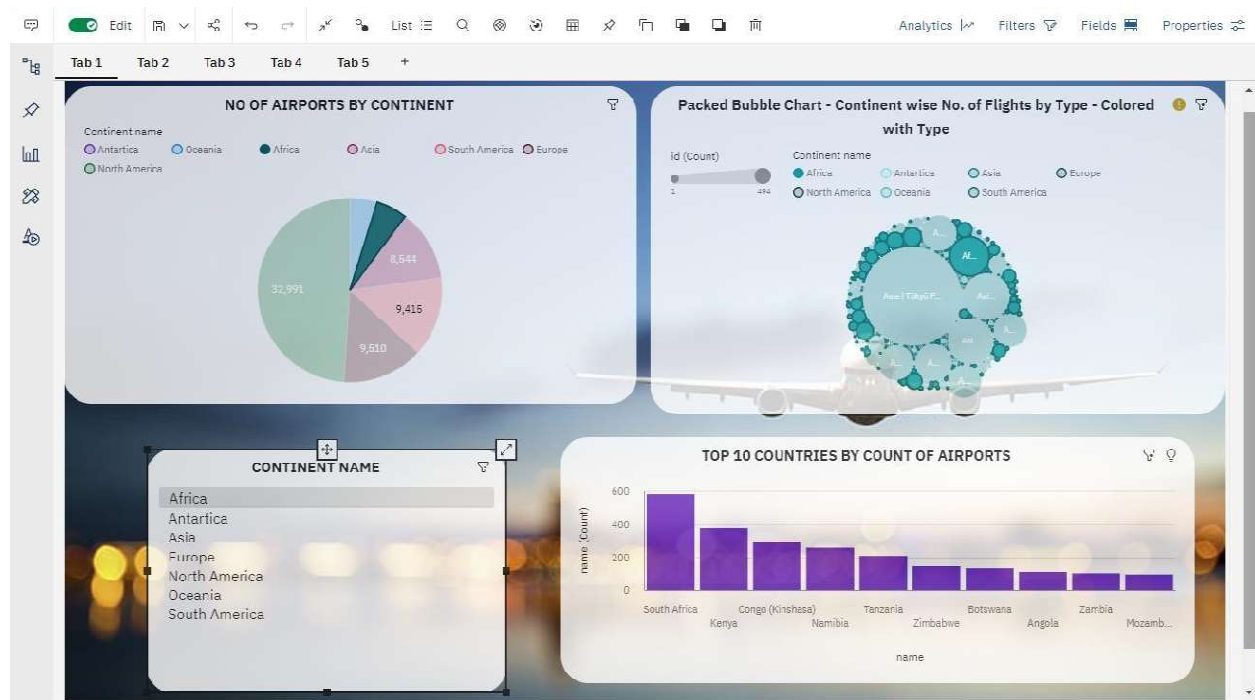 Edit List Analytics Filters Fields Properties
Tab 1 Tab 2 Tab 3 Tab 4 Tab 5 +
NO OF AIRPORTS BY CONTINENT
Continent name
Antartica Oceania Africa Asia South America Europe
North America
8,544
32,991
9,415
9,510
Packed Bubble Chart - Continent wise No. of Flights by Type - Colored
with Type
id (Count)
1 494
Continent name
Africa Antartica Asia Europe
North America Oceania South America
A...
Af...
Asi...
A...
A...
A...
A...
CONTINENT NAME
Africa
Antartica
Asia
Europe
North America
Oceania
South America
TOP 10 COUNTRIES BY COUNT OF AIRPORTS
name (Count)
600
400
200
0
South Africa Congo (Kinshasa) Tanzania Botswana Zambia
Kenya Namibia Zimbabwe Angola Mozamb...
name